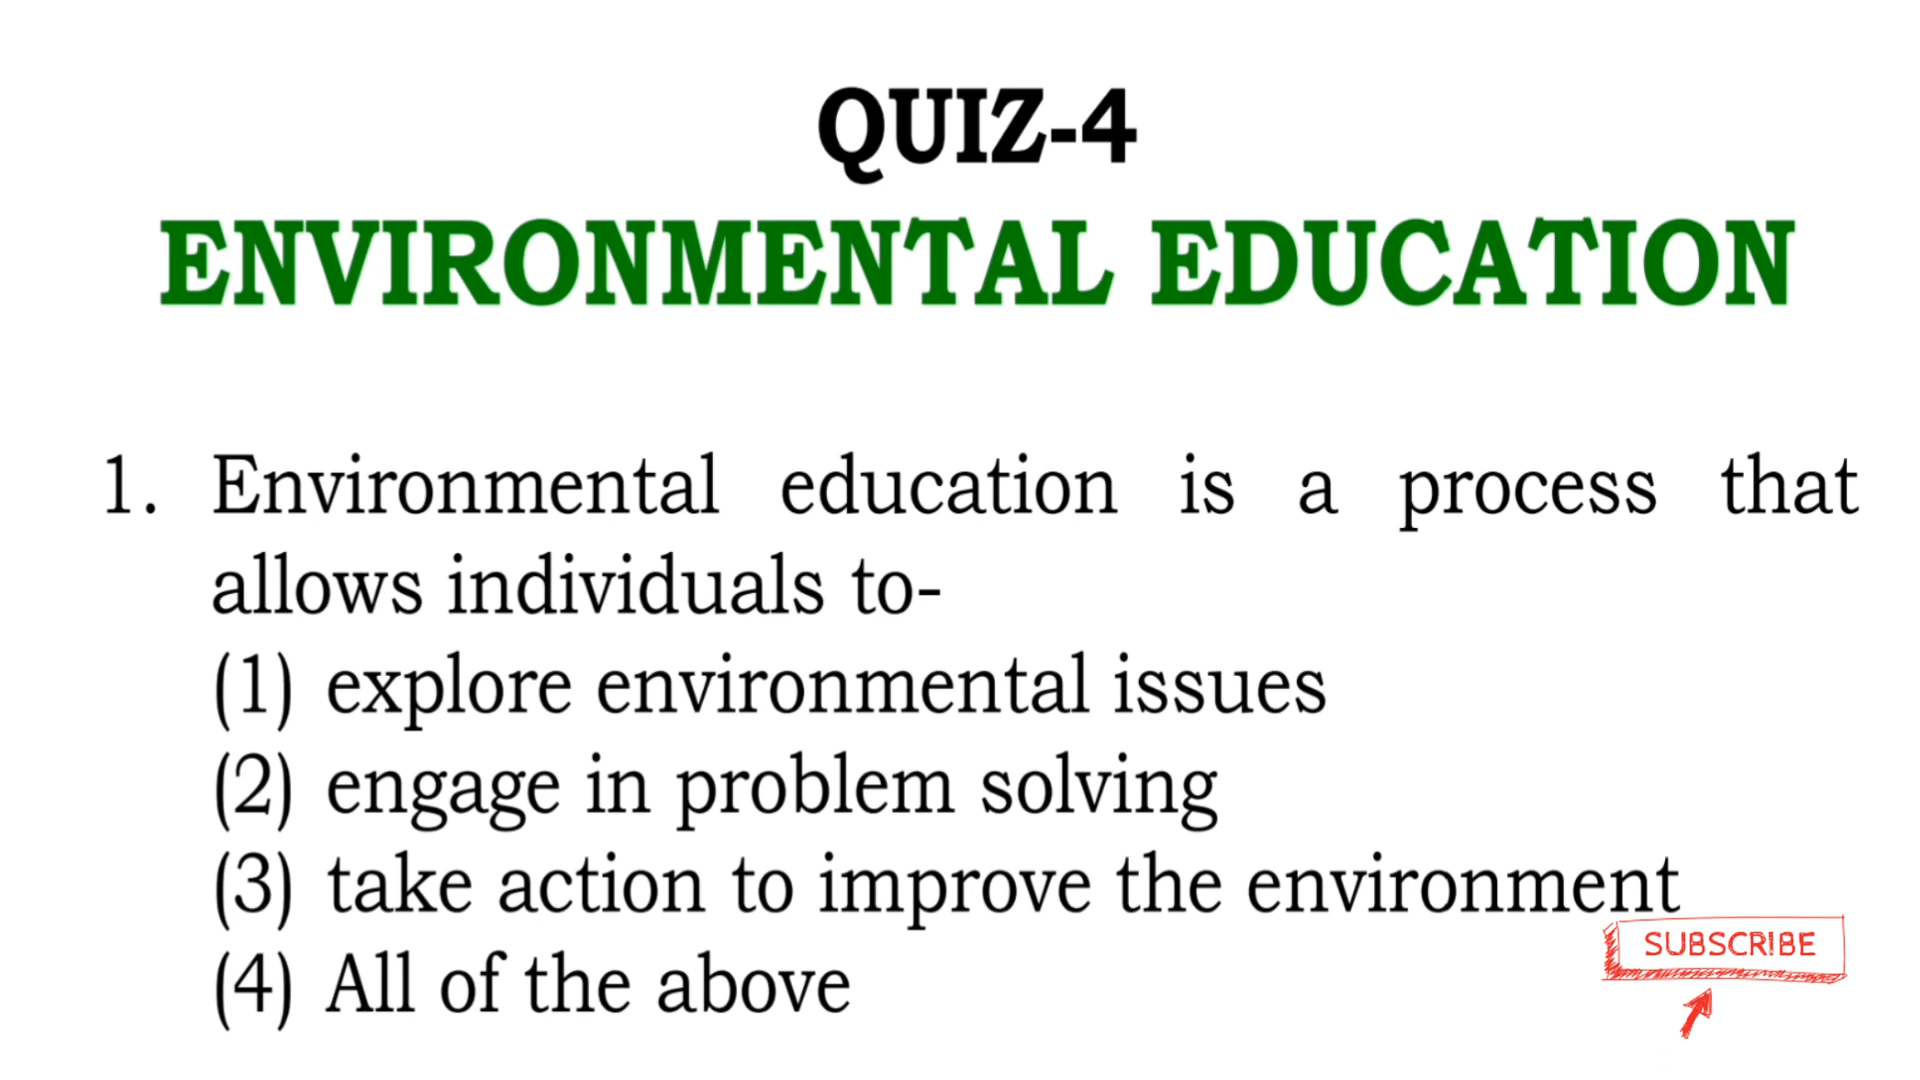 QUIZ-4
ENVIRONMENTAL EDUCATION
1. Environmental education is a process that
allows individuals to-
(1) explore environmental issues
(2) engage in problem solving
(3) take action to improve the environment
(4) All of the above
SUBSCRIBE